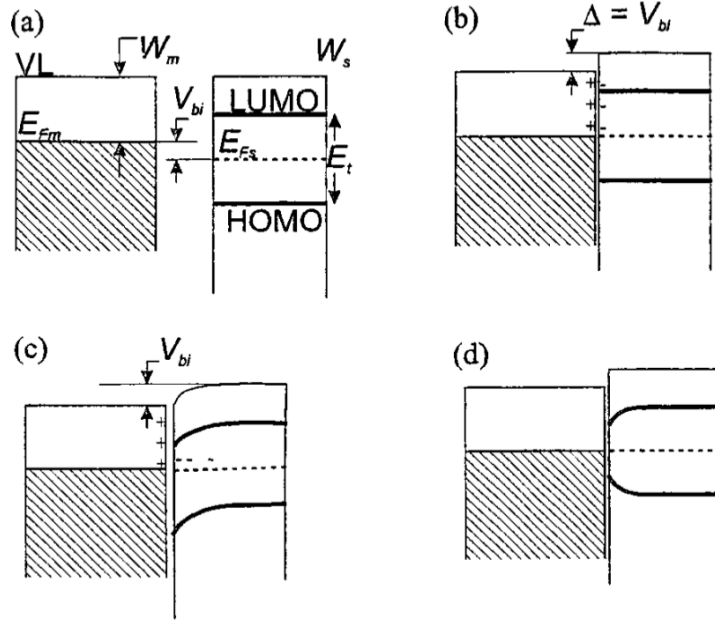 (a)
VL
W_m
V_bi
W_s
LUMO
E_Fm
E_Fs
E_t
HOMO
(b)
Δ = V_bi
+ -
+ -
+ -
(c)
V_bi
+
+
+ - - -
(d)